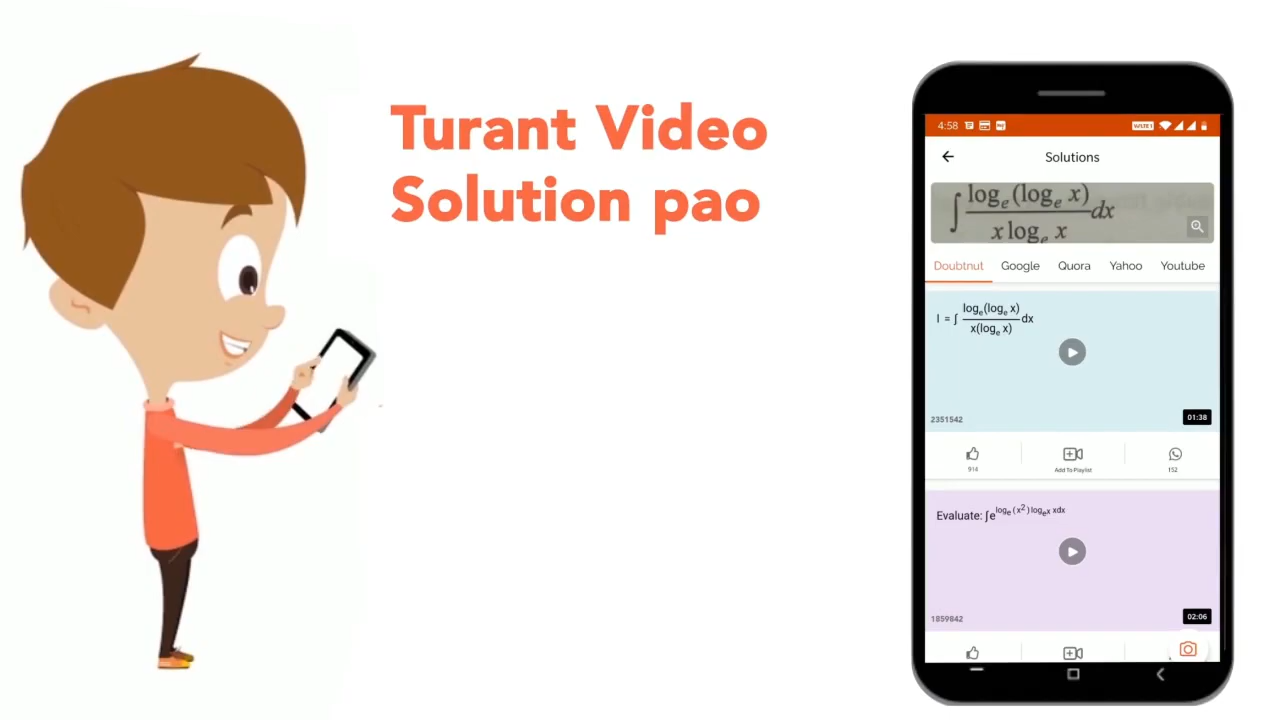 Turant Video
Solution pao
4:58
VoLTE1
Solutions
∫ logₑ(logₑ x) / x logₑ x dx
Doubtnut Google Quora Yahoo Youtube
I = ∫ logₑ(logₑ x) / x(logₑ x) dx
2351542
01:38
914 Add To Playlist 152
Evaluate: ∫e^logₑ(x²)logₑx xdx
1859842
02:06